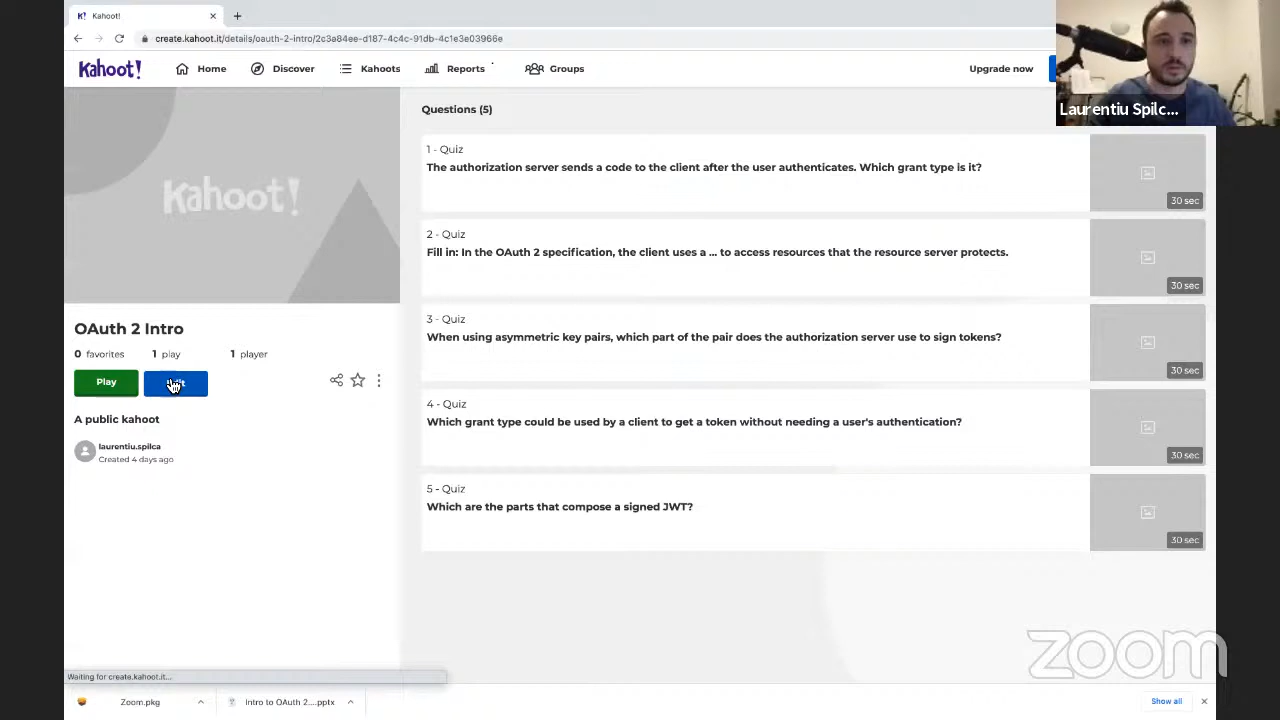 Kahoot!
create.kahoot.it/details/oauth-2-intro/2c3a84ee-d187-4c4c-91db-4c1e3e03966e
Kahoot!
Home
Discover
Kahoots
Reports
Groups
Upgrade now
Laurentiu Spilc...
Kahoot!
Questions (5)
1 - Quiz
The authorization server sends a code to the client after the user authenticates. Which grant type is it?
30 sec
2 - Quiz
Fill in: In the OAuth 2 specification, the client uses a ... to access resources that the resource server protects.
30 sec
3 - Quiz
When using asymmetric key pairs, which part of the pair does the authorization server use to sign tokens?
30 sec
4 - Quiz
Which grant type could be used by a client to get a token without needing a user's authentication?
30 sec
5 - Quiz
Which are the parts that compose a signed JWT?
30 sec
OAuth 2 Intro
0 favorites 1 play 1 player
Play
A public kahoot
laurentiu.spilca
Created 4 days ago
zoom
Waiting for create.kahoot.it...
Zoom.pkg
Intro to OAuth 2....pptx
Show all